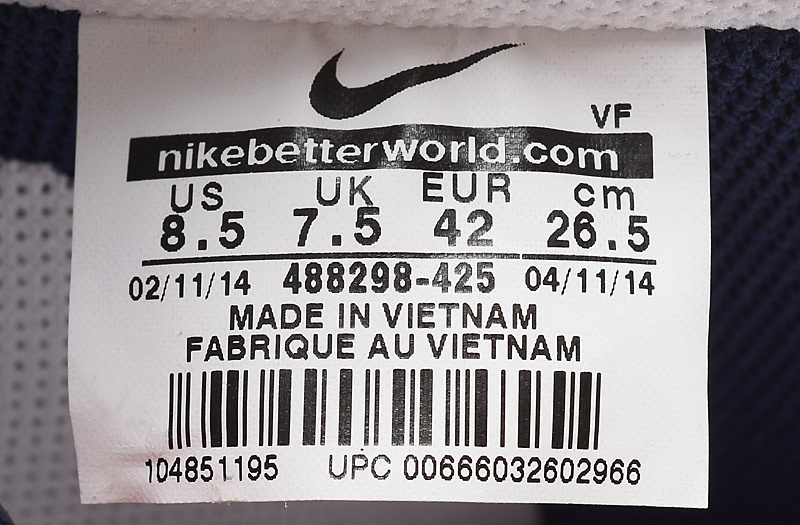 VF
nikebetterworld.com
US UK EUR cm
8.5 7.5 42 26.5
02/11/14 488298-425 04/11/14
MADE IN VIETNAM
FABRIQUE AU VIETNAM
104851195 UPC 00666032602966